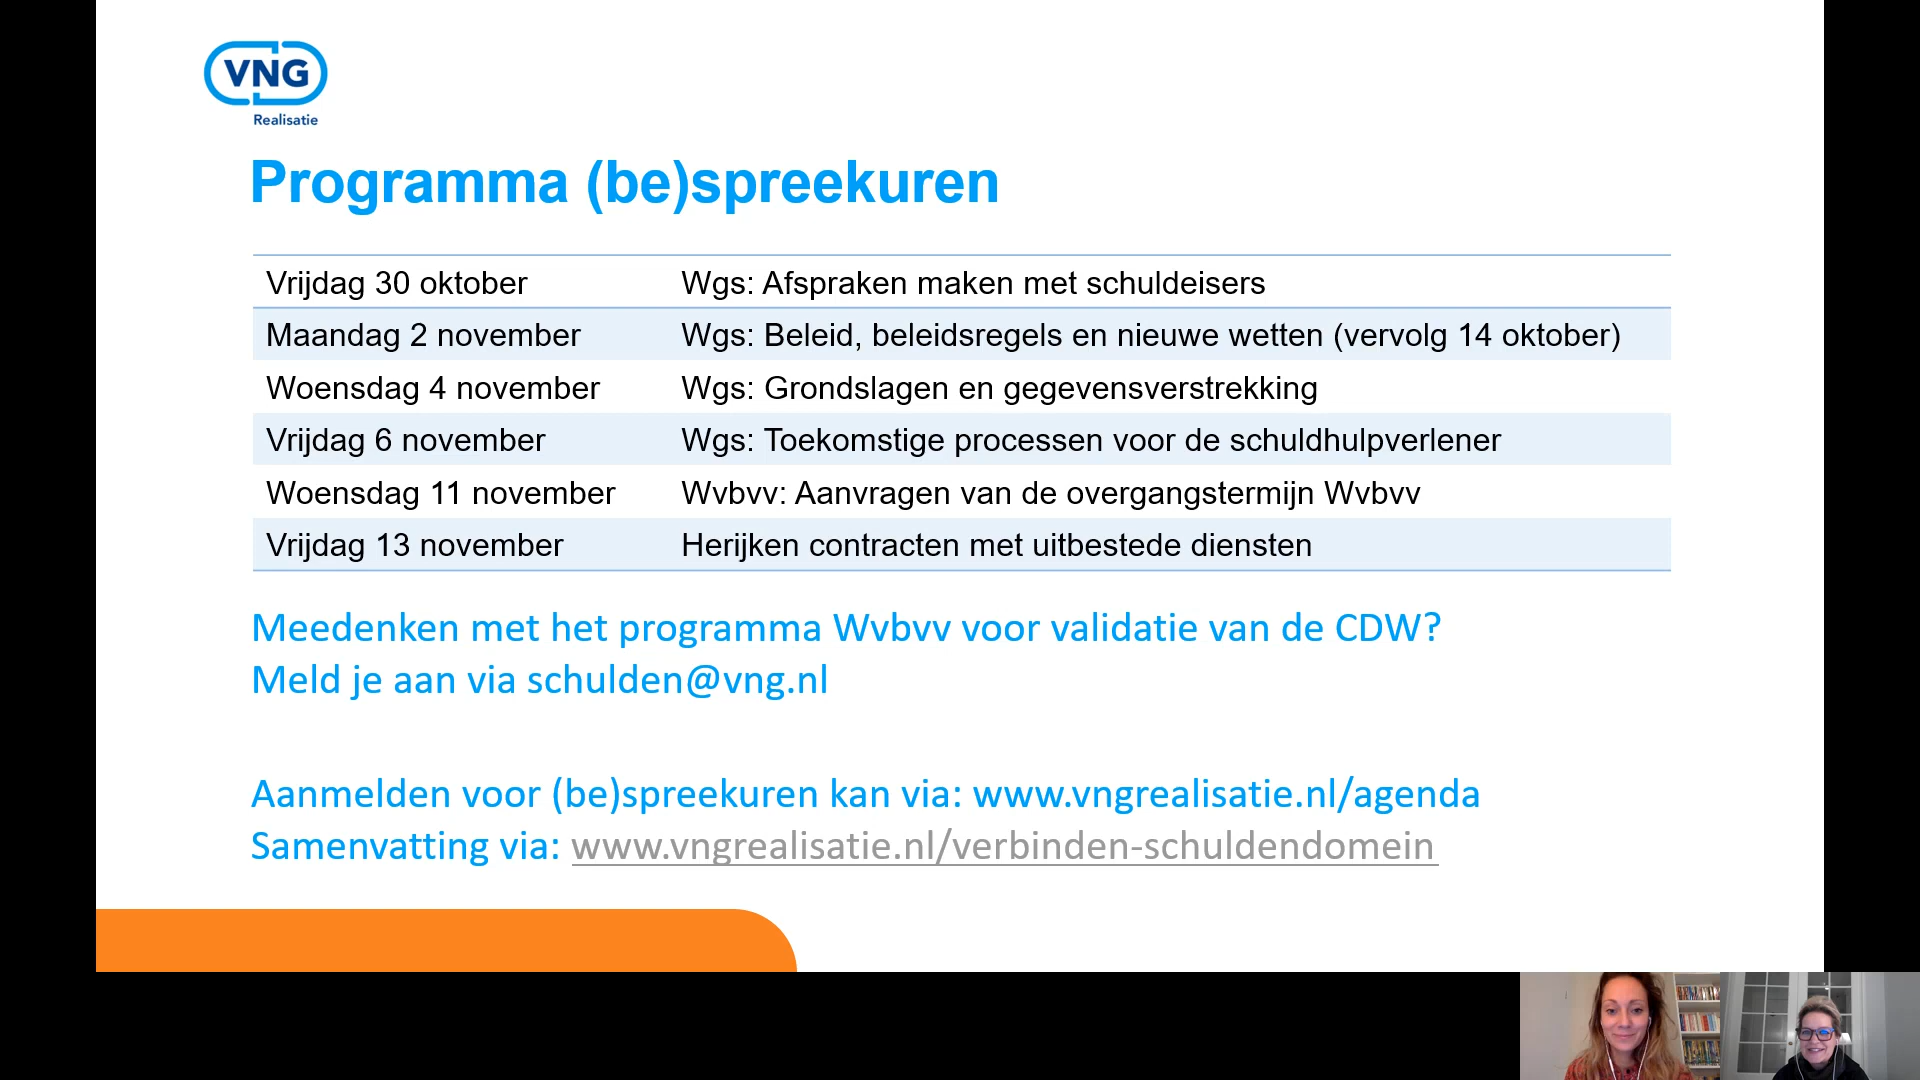 VNG
Realisatie
Programma (be)spreekuren
Vrijdag 30 oktober Wgs: Afspraken maken met schuldeisers
Maandag 2 november Wgs: Beleid, beleidsregels en nieuwe wetten (vervolg 14 oktober)
Woensdag 4 november Wgs: Grondslagen en gegevensverstrekking
Vrijdag 6 november Wgs: Toekomstige processen voor de schuldhulpverlener
Woensdag 11 november Wvbvv: Aanvragen van de overgangstermijn Wvbvv
Vrijdag 13 november Herijken contracten met uitbestede diensten
Meedenken met het programma Wvbvv voor validatie van de CDW?
Meld je aan via schulden@vng.nl
Aanmelden voor (be)spreekuren kan via: www.vngrealisatie.nl/agenda
Samenvatting via: www.vngrealisatie.nl/verbinden-schuldendomein